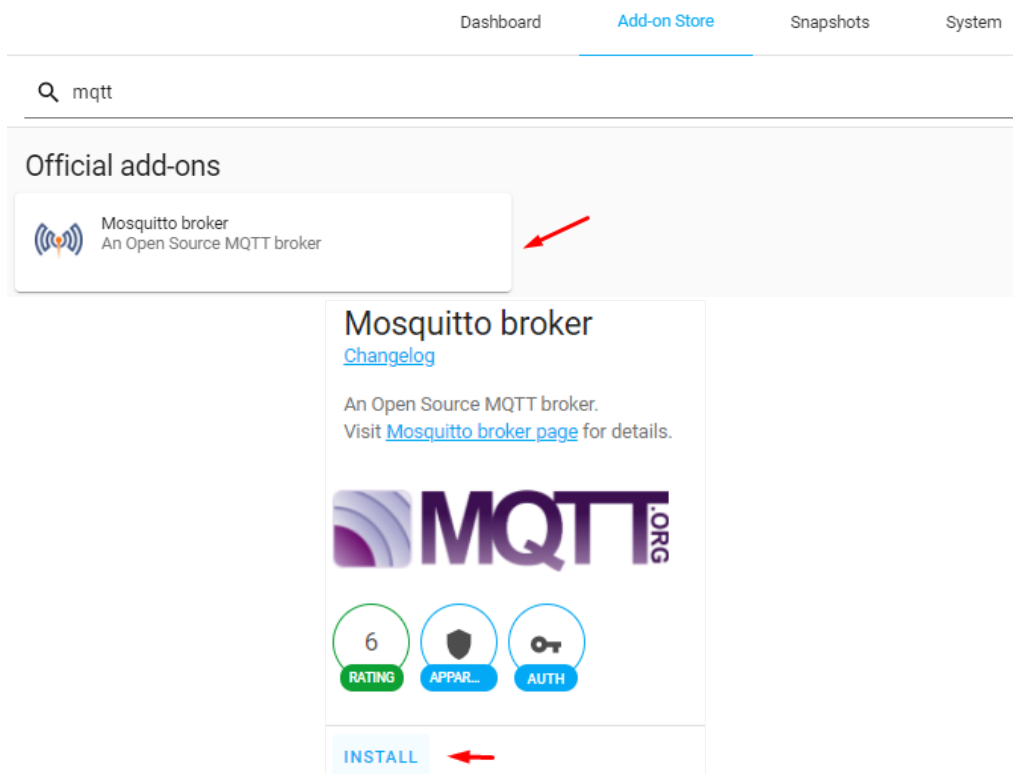 Dashboard Add-on Store Snapshots System
mqtt
Official add-ons
Mosquitto broker
An Open Source MQTT broker
Mosquitto broker
Changelog
An Open Source MQTT broker.
Visit Mosquitto broker page for details.
MQTT.ORG
6
RATING APPAR... AUTH
INSTALL